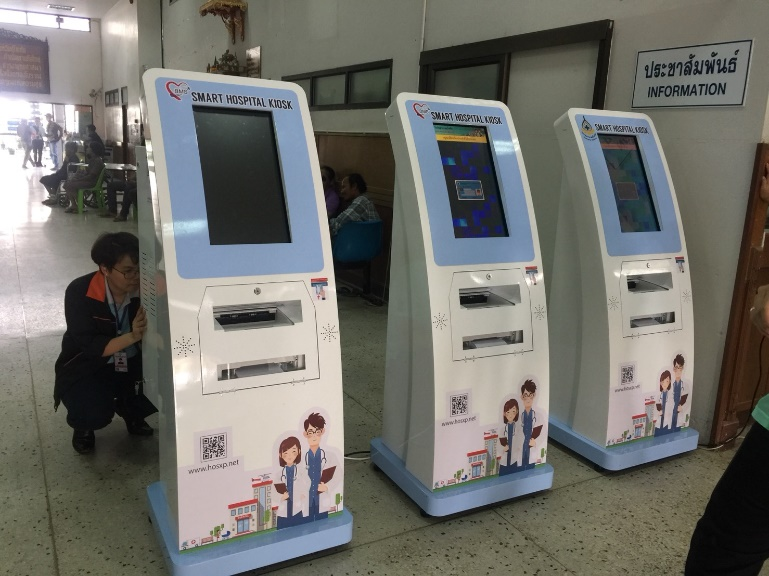 SMART HOSPITAL KIOSK
www.hosxp.net
SMART HOSPITAL KIOSK
www.hosxp.net
SMART HOSPITAL KIOSK
ประชาสัมพันธ์
INFORMATION